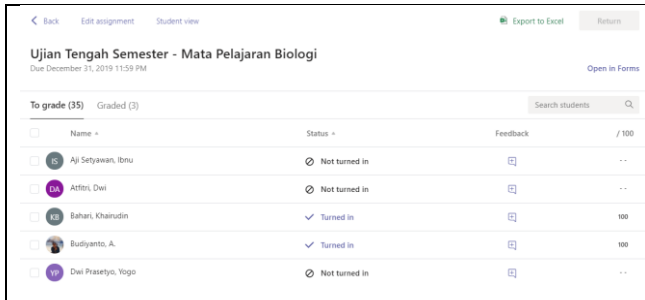 Back Edit assignment Student view Export to Excel Return
Ujian Tengah Semester - Mata Pelajaran Biologi
Due December 31, 2019 11:59 PM Open in Forms
To grade (35) Graded (3) Search students
Name Status Feedback / 100
IS Aji Setyawan, Ibnu Not turned in - -
DA Atfitri, Dwi Not turned in - -
KB Bahari, Khairudin Turned in 100
Budiyanto, A. Turned in 100
YP Dwi Prasetyo, Yogo Not turned in - -